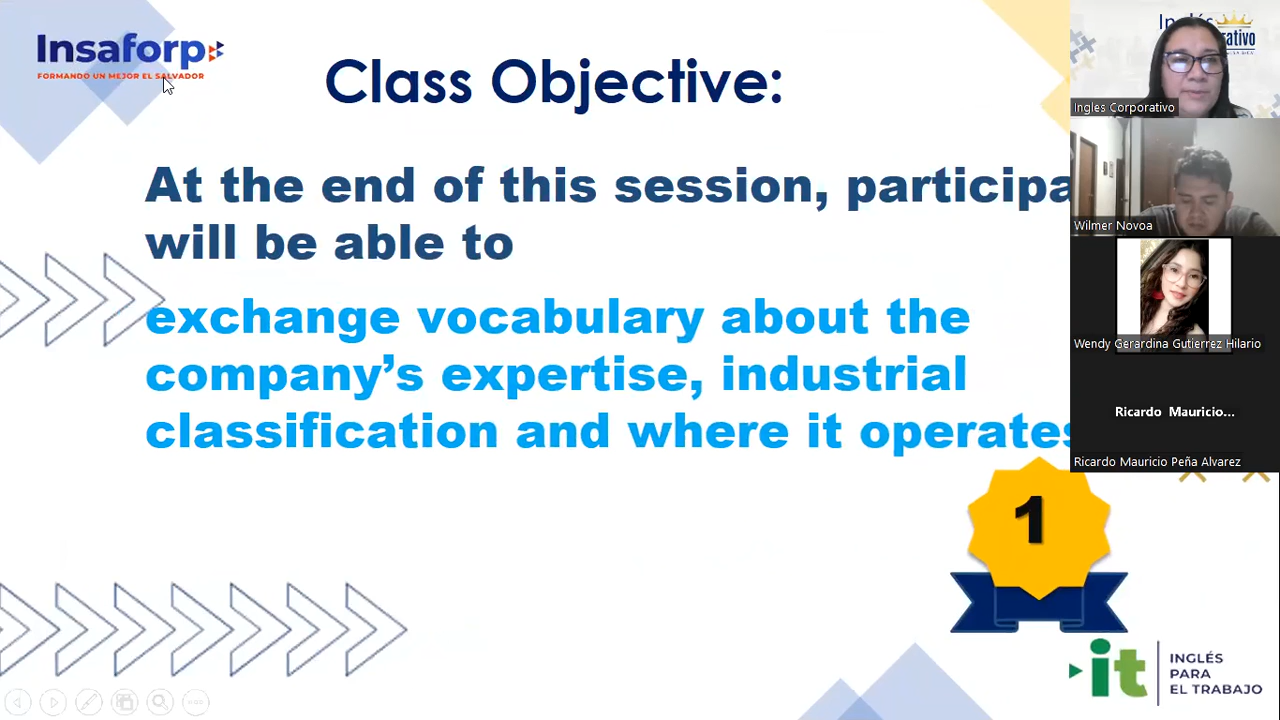 Insaforp
FORMANDO UN MEJOR EL SALVADOR
Class Objective:
At the end of this session, participa
will be able to
exchange vocabulary about the
company’s expertise, industrial
classification and where it operates
1
it
INGLÉS
PARA
EL TRABAJO
Ingles Corporativo
Wilmer Novoa
Wendy Gerardina Gutierrez Hilario
Ricardo Mauricio...
Ricardo Mauricio Peña Alvarez